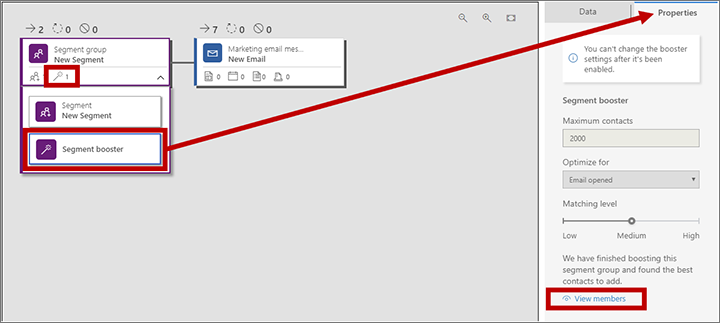 →2 0 0
Segment group
New Segment
1
Segment
New Segment
Segment booster
→7 0 0
Marketing email mes...
New Email
0 0 0 0
Data
Properties
You can't change the booster
settings after it's been
enabled.
Segment booster
Maximum contacts
2000
Optimize for
Email opened
Matching level
Low Medium High
We have finished boosting this
segment group and found the best
contacts to add.
View members